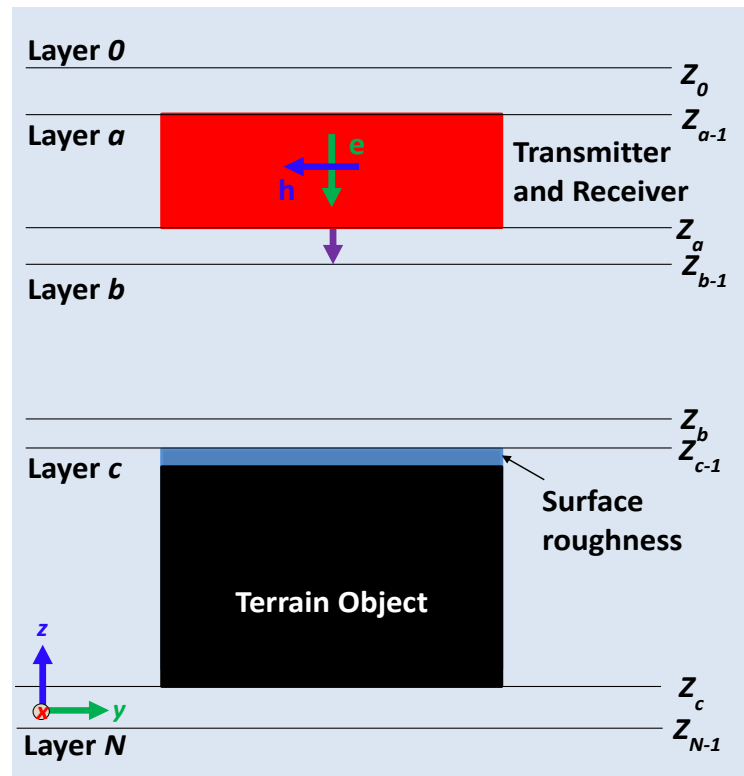 Layer 0
Z0
Layer a
Za-1
e
h
Transmitter
and Receiver
Za
Zb-1
Layer b
Zb
Zc-1
Layer c
Surface
roughness
Terrain Object
z
x
y
Zc
Layer N
ZN-1